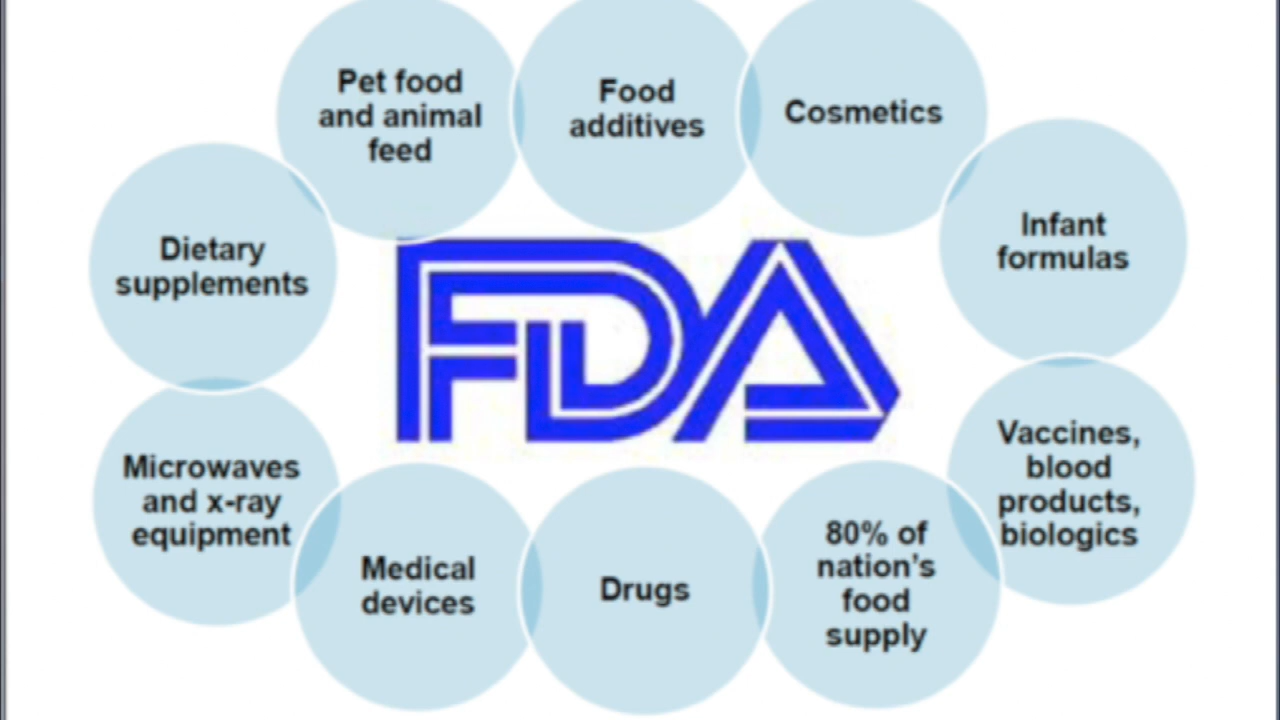 Pet food
and animal
feed
Food
additives
Cosmetics
Dietary
supplements
FDA
Infant
formulas
Microwaves
and x-ray
equipment
Vaccines,
blood
products,
biologics
Medical
devices
Drugs
80% of
nation's
food
supply